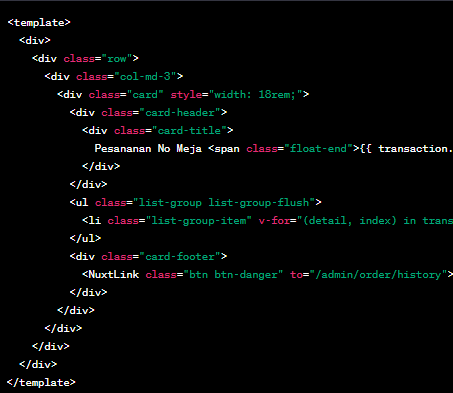 <template>
  <div>
    <div class="row">
      <div class="col-md-3">
        <div class="card" style="width: 18rem;">
          <div class="card-header">
            <div class="card-title">
              Pesananan No Meja <span class="float-end">{{ transaction.
            </div>
          </div>
          <ul class="list-group list-group-flush">
            <li class="list-group-item" v-for="(detail, index) in trans
          </ul>
          <div class="card-footer">
            <NuxtLink class="btn btn-danger" to="/admin/order/history">
          </div>
        </div>
      </div>
    </div>
  </div>
</template>